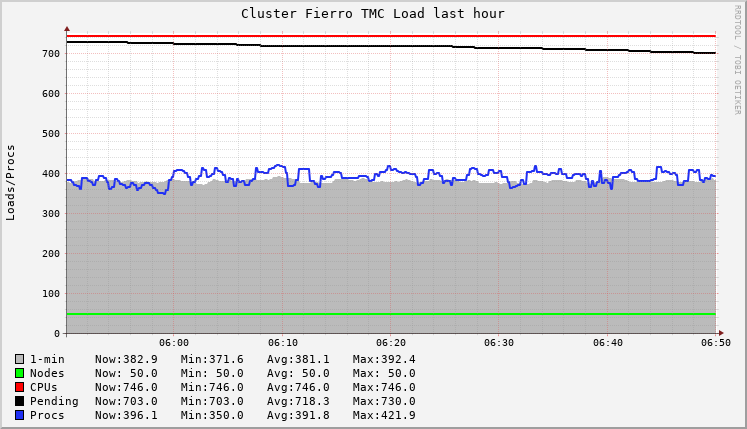 Cluster Fierro TMC Load last hour
RRDTOOL / TOBI OETIKER
Loads/Procs
700
600
500
400
300
200
100
0
06:00 06:10 06:20 06:30 06:40 06:50
1-min Now:382.9 Min:371.6 Avg:381.1 Max:392.4
Nodes Now: 50.0 Min: 50.0 Avg: 50.0 Max: 50.0
CPUs Now:746.0 Min:746.0 Avg:746.0 Max:746.0
Pending Now:703.0 Min:703.0 Avg:718.3 Max:730.0
Procs Now:396.1 Min:350.0 Avg:391.8 Max:421.9